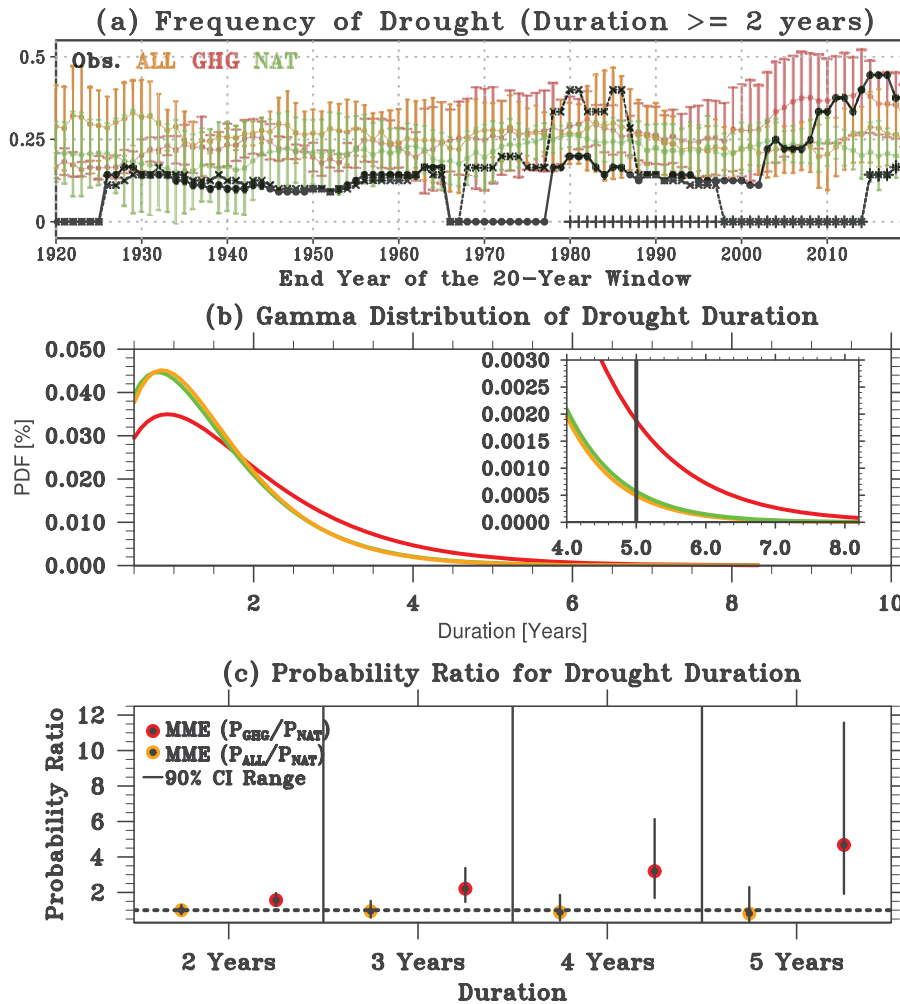 (a) Frequency of Drought (Duration >= 2 years)
Obs. ALL GHG NAT
0.5
0.25
0
1920 1930 1940 1950 1960 1970 1980 1990 2000 2010
End Year of the 20-Year Window
(b) Gamma Distribution of Drought Duration
PDF [%]
0.050
0.040
0.030
0.020
0.010
0.000
0.0030
0.0025
0.0020
0.0015
0.0010
0.0005
0.0000
4.0 5.0 6.0 7.0 8.0
2 4 6 8 10
Duration [Years]
(c) Probability Ratio for Drought Duration
Probability Ratio
12
10
8
6
4
2
MME (PGHG/PNAT)
MME (PALL/PNAT)
90% CI Range
2 Years 3 Years 4 Years 5 Years
Duration